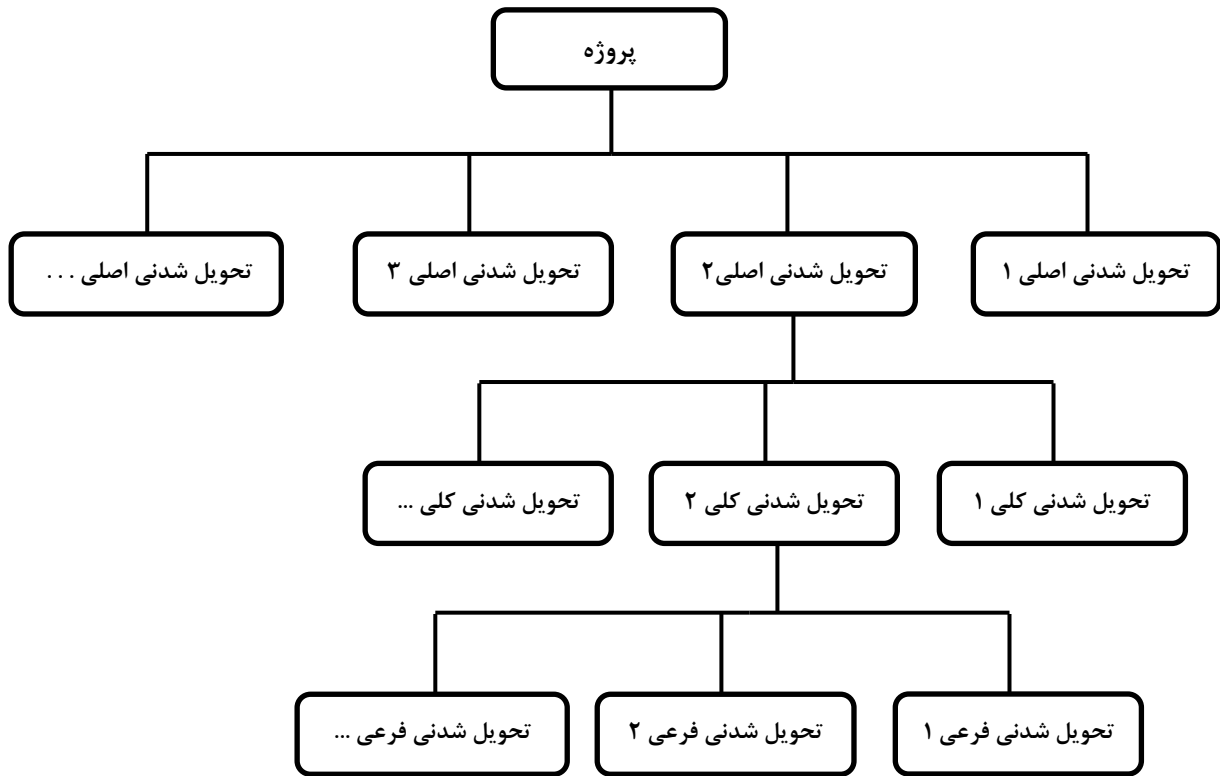 پروژه
تحویل شدنی اصلی ۱
تحویل شدنی اصلی۲
تحویل شدنی اصلی ۳
تحویل شدنی اصلی . . .
تحویل شدنی کلی ۱
تحویل شدنی کلی ۲
تحویل شدنی کلی ...
تحویل شدنی فرعی ۱
تحویل شدنی فرعی ۲
تحویل شدنی فرعی ...